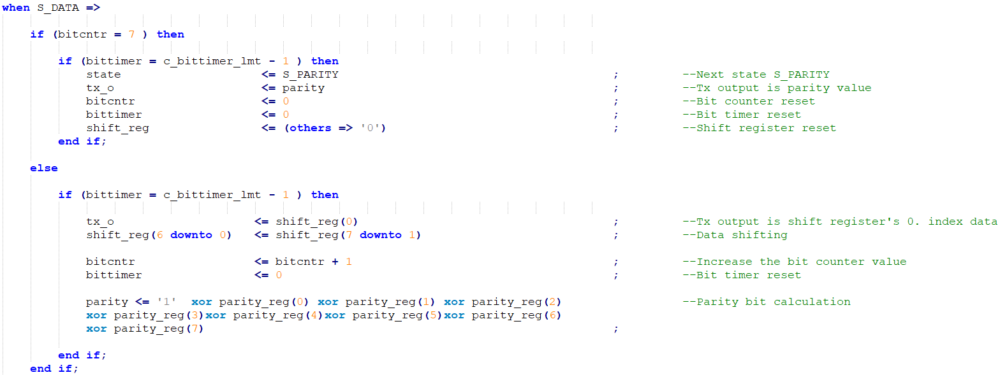 when S_DATA =>
if (bitcntr = 7 ) then
if (bittimer = c_bittimer_lmt - 1 ) then
state <= S_PARITY ; --Next state S_PARITY
tx_o <= parity ; --Tx output is parity value
bitcntr <= 0 ; --Bit counter reset
bittimer <= 0 ; --Bit timer reset
shift_reg <= (others => '0') ; --Shift register reset
end if;
else
if (bittimer = c_bittimer_lmt - 1 ) then
tx_o <= shift_reg(0) ; --Tx output is shift register's 0. index data
shift_reg(6 downto 0) <= shift_reg(7 downto 1) ; --Data shifting
bitcntr <= bitcntr + 1 ; --Increase the bit counter value
bittimer <= 0 ; --Bit timer reset
parity <= '1' xor parity_reg(0) xor parity_reg(1) xor parity_reg(2) --Parity bit calculation
xor parity_reg(3)xor parity_reg(4)xor parity_reg(5)xor parity_reg(6)
xor parity_reg(7) ;
end if;
end if;